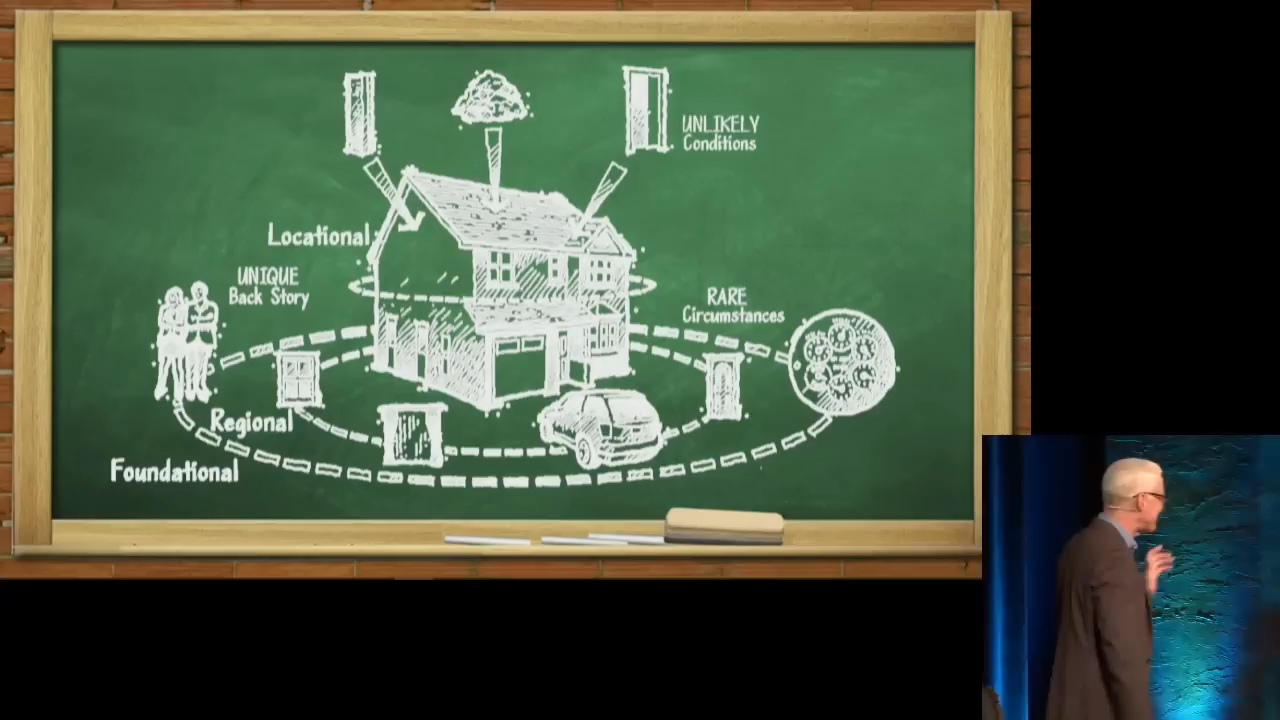 UNLIKELY
Conditions
Locational
UNIQUE
Back Story
RARE
Circumstances
Regional
Foundational